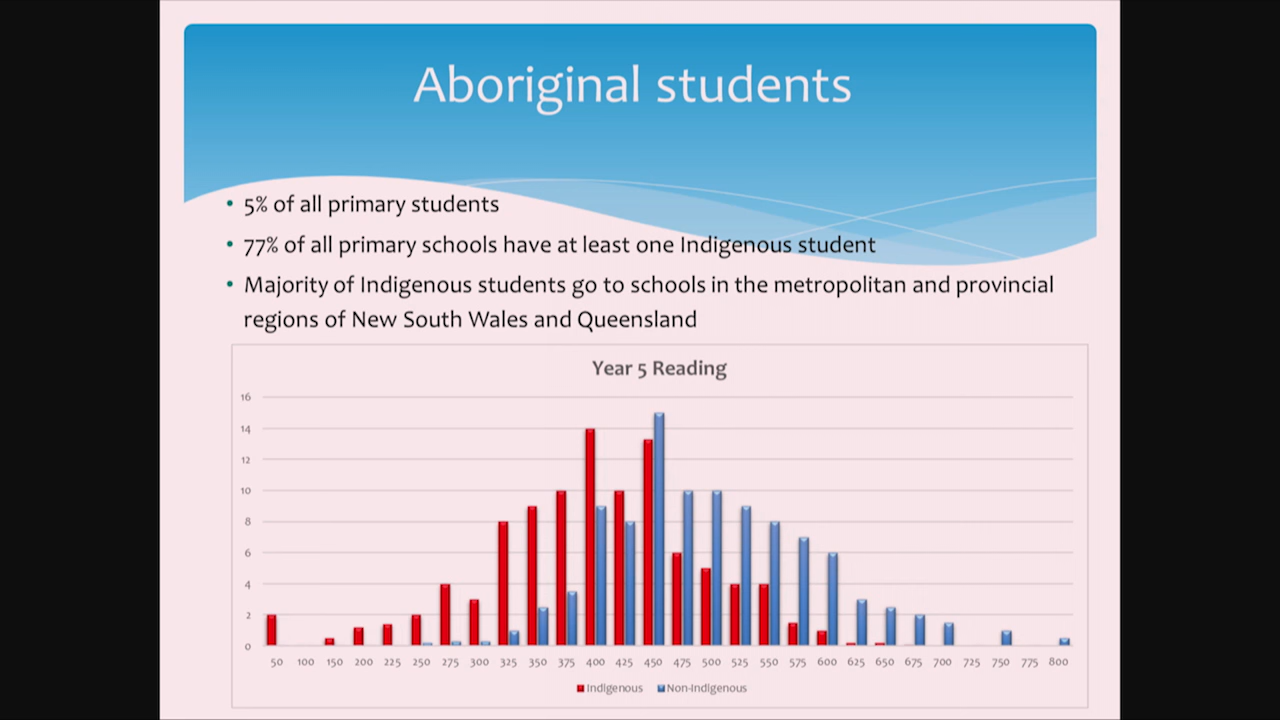 Aboriginal students
• 5% of all primary students
• 77% of all primary schools have at least one Indigenous student
• Majority of Indigenous students go to schools in the metropolitan and provincial
regions of New South Wales and Queensland
Year 5 Reading
16
14
12
10
8
6
4
2
0
50 100 150 200 225 250 275 300 325 350 375 400 425 450 475 500 525 550 575 600 625 650 675 700 725 750 775 800
Indigenous Non-Indigenous